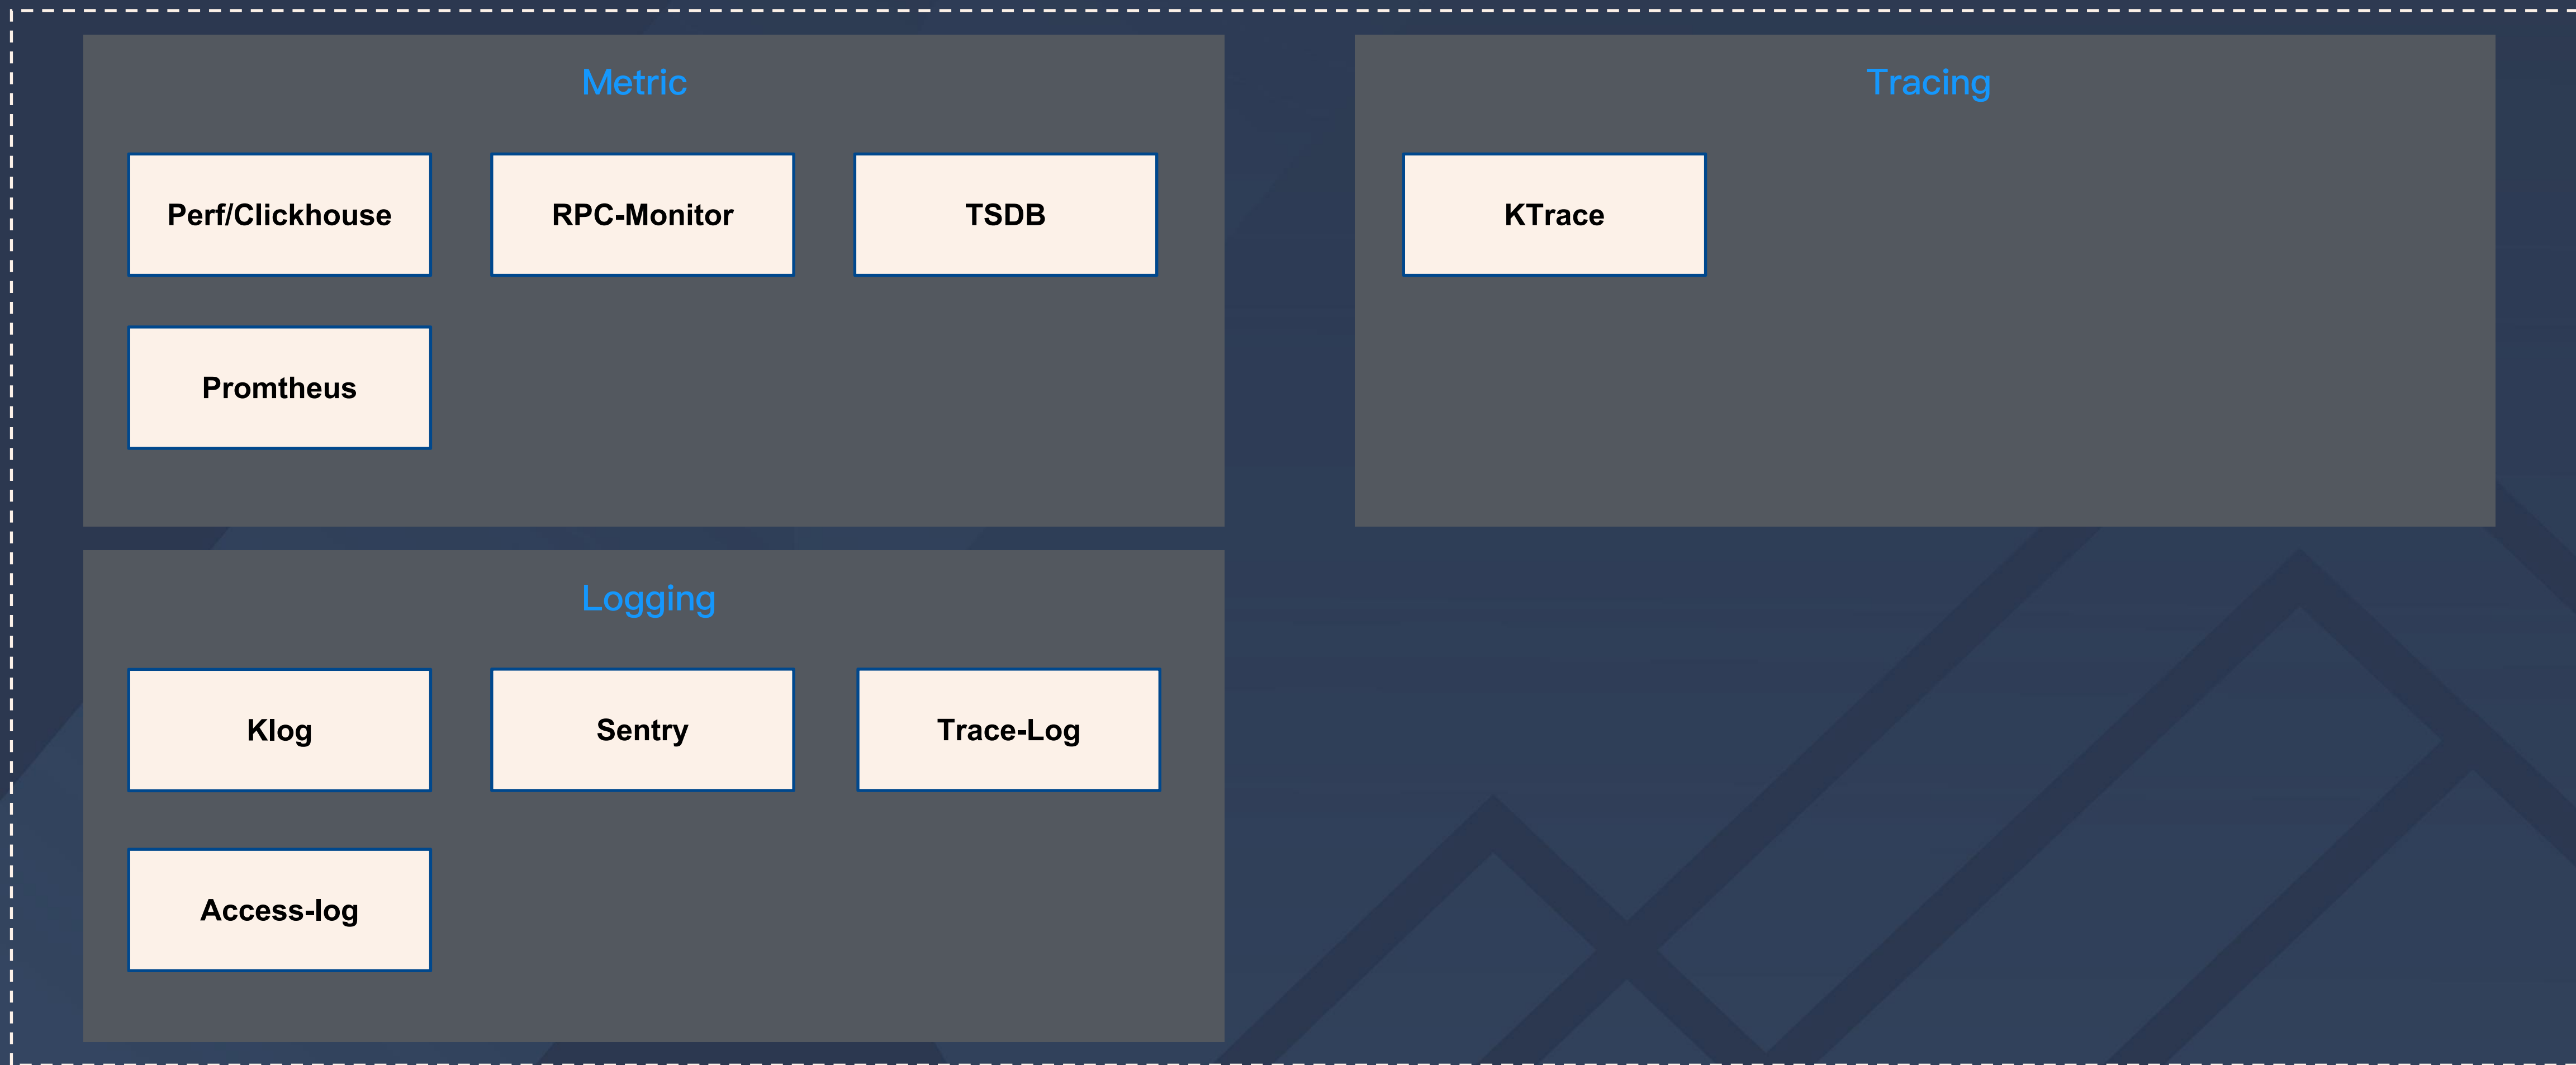 Metric
Perf/Clickhouse
RPC-Monitor
TSDB
Promtheus
Tracing
KTrace
Logging
Klog
Sentry
Trace-Log
Access-log